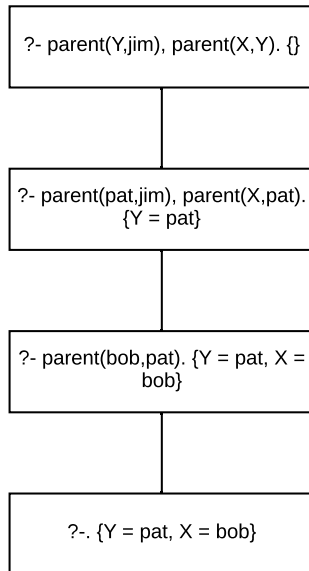 ?- parent(Y,jim), parent(X,Y). {}
?- parent(pat,jim), parent(X,pat).
{Y = pat}
?- parent(bob,pat). {Y = pat, X =
bob}
?-. {Y = pat, X = bob}